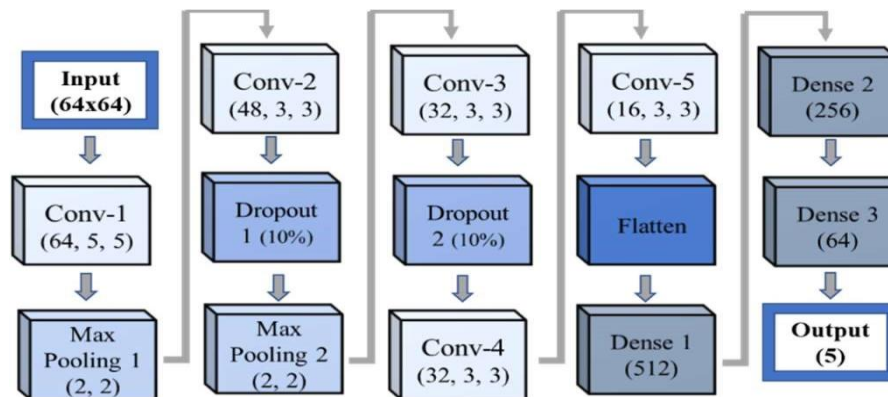 Input
(64x64)
Conv-1
(64, 5, 5)
Max
Pooling 1
(2, 2)
Conv-2
(48, 3, 3)
Dropout
1 (10%)
Max
Pooling 2
(2, 2)
Conv-3
(32, 3, 3)
Dropout
2 (10%)
Conv-4
(32, 3, 3)
Conv-5
(16, 3, 3)
Flatten
Dense 1
(512)
Dense 2
(256)
Dense 3
(64)
Output
(5)